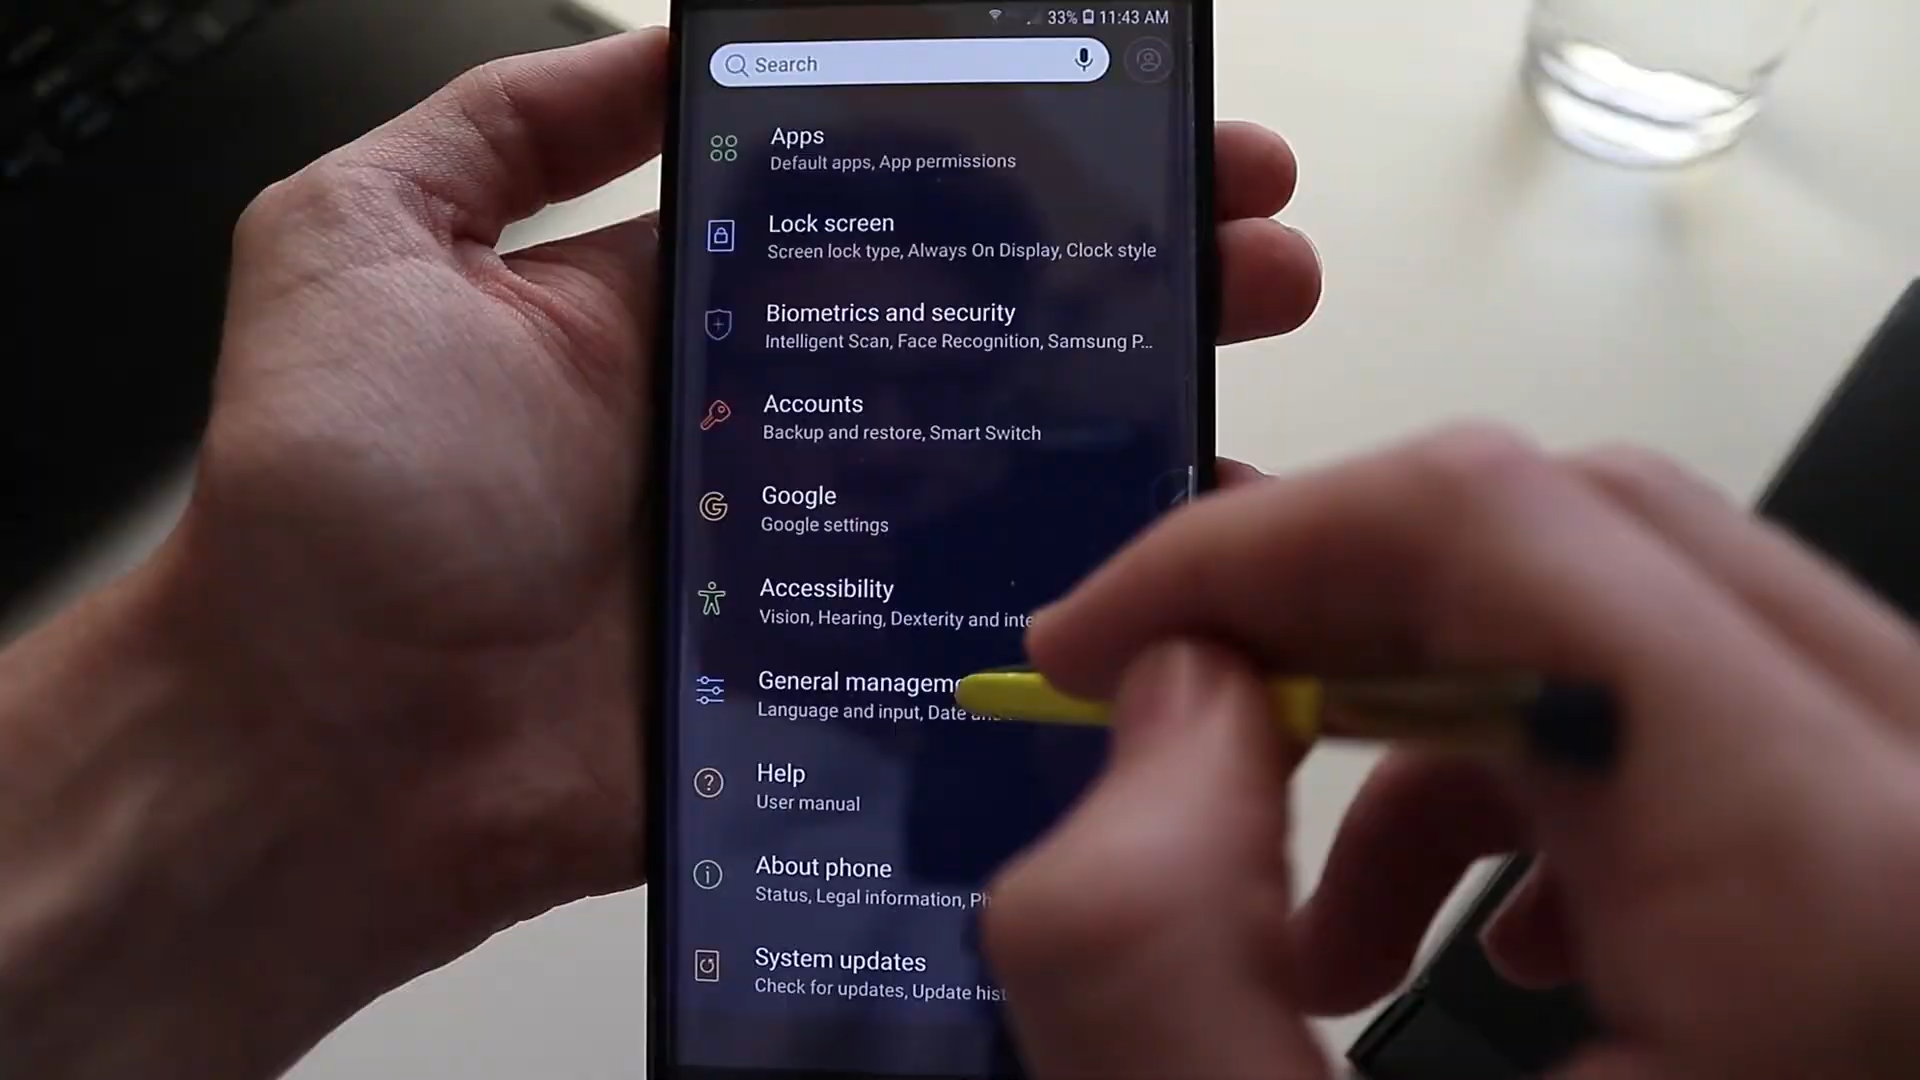 33% 11:43 AM
Search
Apps
Default apps, App permissions
Lock screen
Screen lock type, Always On Display, Clock style
Biometrics and security
Intelligent Scan, Face Recognition, Samsung P...
Accounts
Backup and restore, Smart Switch
Google
Google settings
Accessibility
Vision, Hearing, Dexterity and inte
General managem
Language and input, Date
Help
User manual
About phone
Status, Legal information, Ph
System updates
Check for updates, Update hist